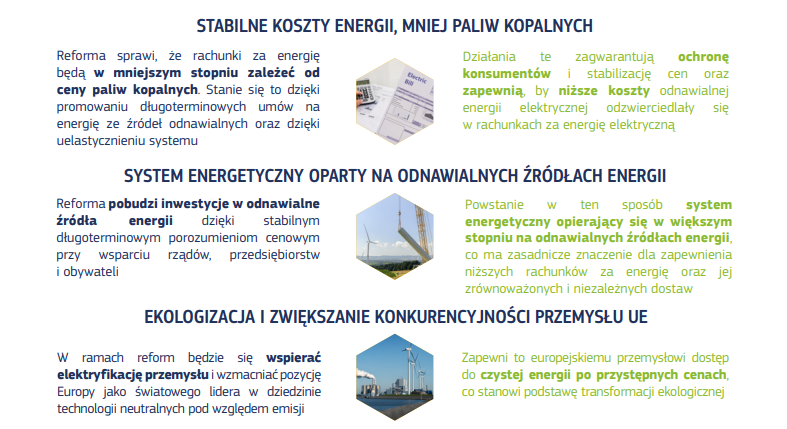 STABILNE KOSZTY ENERGII, MNIEJ PALIW KOPALNYCH
Reforma sprawi, że rachunki za energię
będą w mniejszym stopniu zależeć od
ceny paliw kopalnych. Stanie się to dzięki
promowaniu długoterminowych umów na
energię ze źródeł odnawialnych oraz dzięki
uelastycznieniu systemu
Electric
Bill
Działania te zagwarantują ochronę
konsumentów i stabilizację cen oraz
zapewnią, by niższe koszty odnawialnej
energii elektrycznej odzwierciedlały się
w rachunkach za energię elektryczną
SYSTEM ENERGETYCZNY OPARTY NA ODNAWIALNYCH ŹRÓDŁACH ENERGII
Reforma pobudzi inwestycje w odnawialne
źródła energii dzięki stabilnym
długoterminowym porozumieniom cenowym
przy wsparciu rządów, przedsiębiorstw
i obywateli
Powstanie w ten sposób system
energetyczny opierający się w większym
stopniu na odnawialnych źródłach energii,
co ma zasadnicze znaczenie dla zapewnienia
niższych rachunków za energię oraz jej
zrównoważonych i niezależnych dostaw
EKOLOGIZACJA I ZWIĘKSZANIE KONKURENCYJNOŚCI PRZEMYSŁU UE
W ramach reform będzie się wspierać
elektryfikację przemysłu i wzmacniać pozycję
Europy jako światowego lidera w dziedzinie
technologii neutralnych pod względem emisji
Zapewni to europejskiemu przemysłowi dostęp
do czystej energii po przystępnych cenach,
co stanowi podstawę transformacji ekologicznej